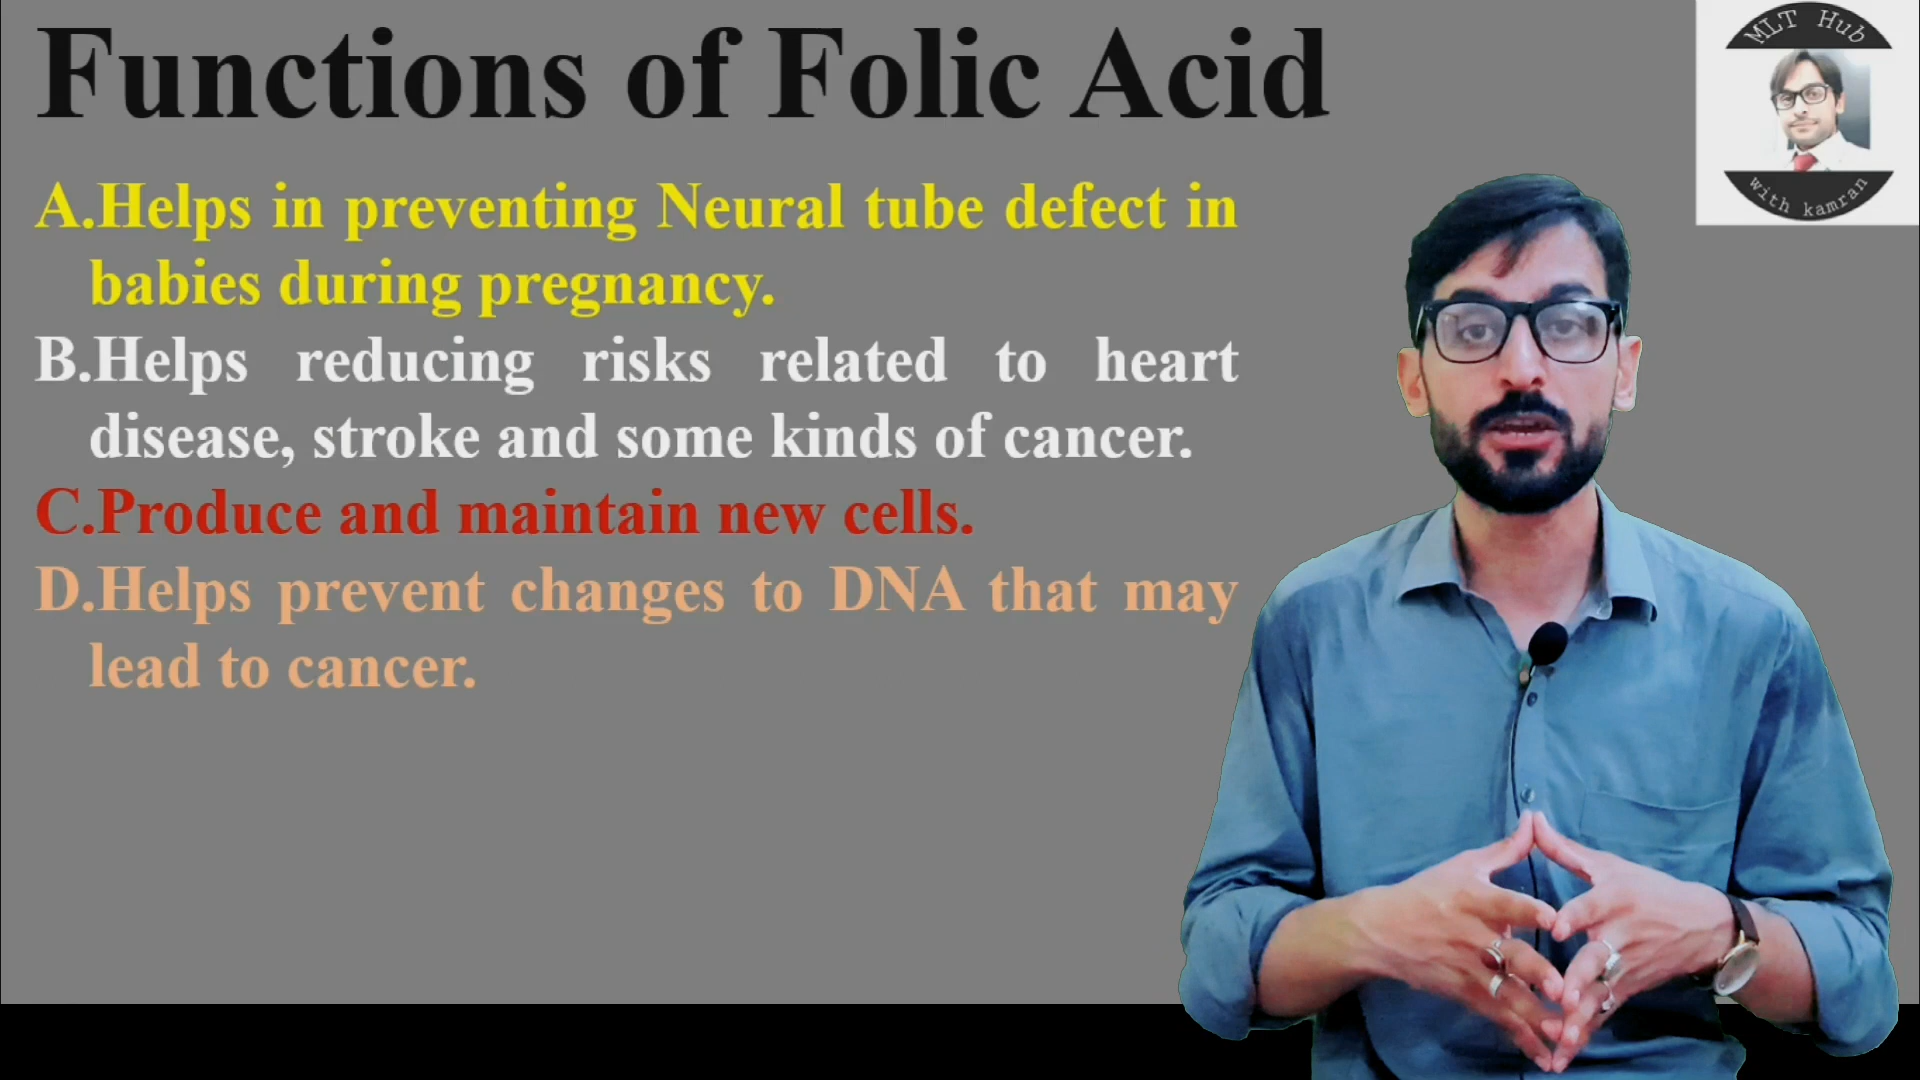 Functions of Folic Acid
MLT Hub
with kamran
A.Helps in preventing Neural tube defect in
babies during pregnancy.
B.Helps reducing risks related to heart
disease, stroke and some kinds of cancer.
C.Produce and maintain new cells.
D.Helps prevent changes to DNA that may
lead to cancer.